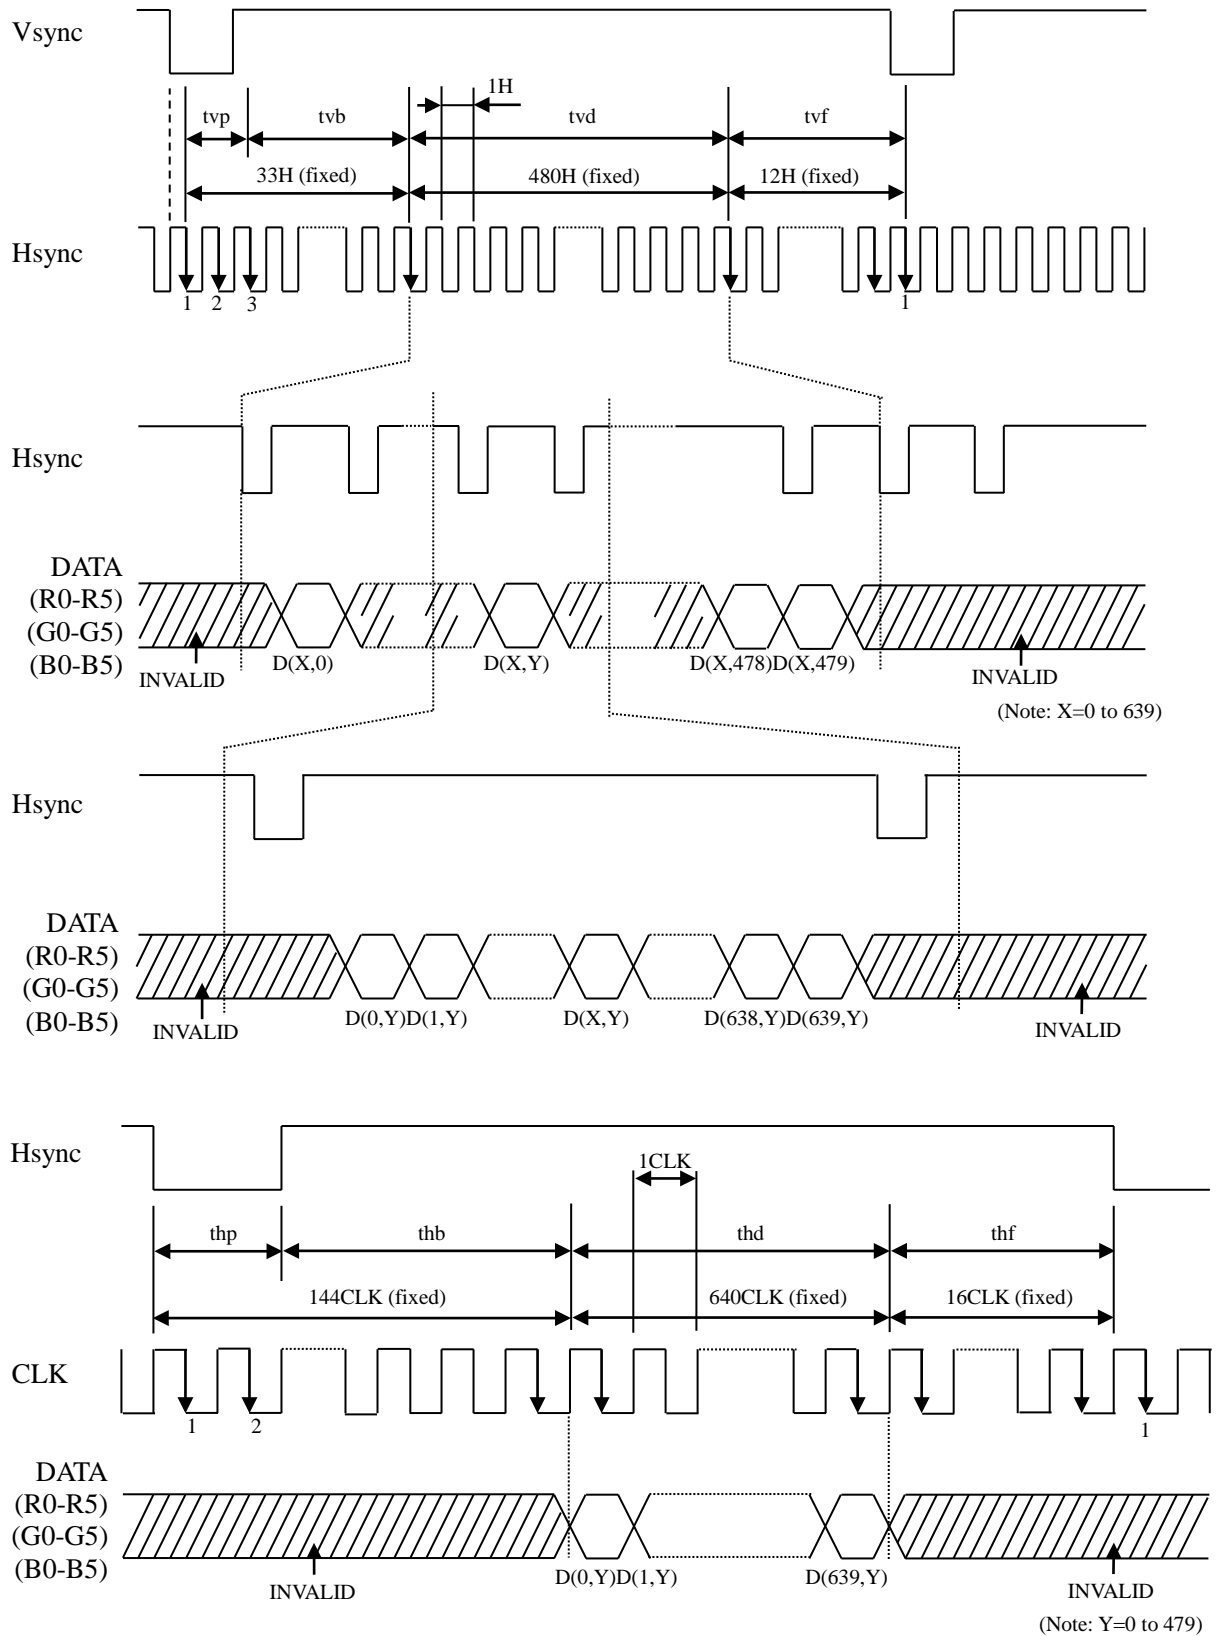 Vsync
1H
tvp
tvb
tvd
tvf
33H (fixed)
480H (fixed)
12H (fixed)
Hsync
1 2 3 1
Hsync
DATA
(R0-R5)
(G0-G5)
(B0-B5)
INVALID
D(X,0)
D(X,Y)
D(X,478)D(X,479)
INVALID
(Note: X=0 to 639)
Hsync
DATA
(R0-R5)
(G0-G5)
(B0-B5)
INVALID
D(0,Y)D(1,Y)
D(X,Y)
D(638,Y)D(639,Y)
INVALID
Hsync
1CLK
thp
thb
thd
thf
144CLK (fixed)
640CLK (fixed)
16CLK (fixed)
CLK
1 2 1
DATA
(R0-R5)
(G0-G5)
(B0-B5)
INVALID
D(0,Y)D(1,Y)
D(639,Y)
INVALID
(Note: Y=0 to 479)